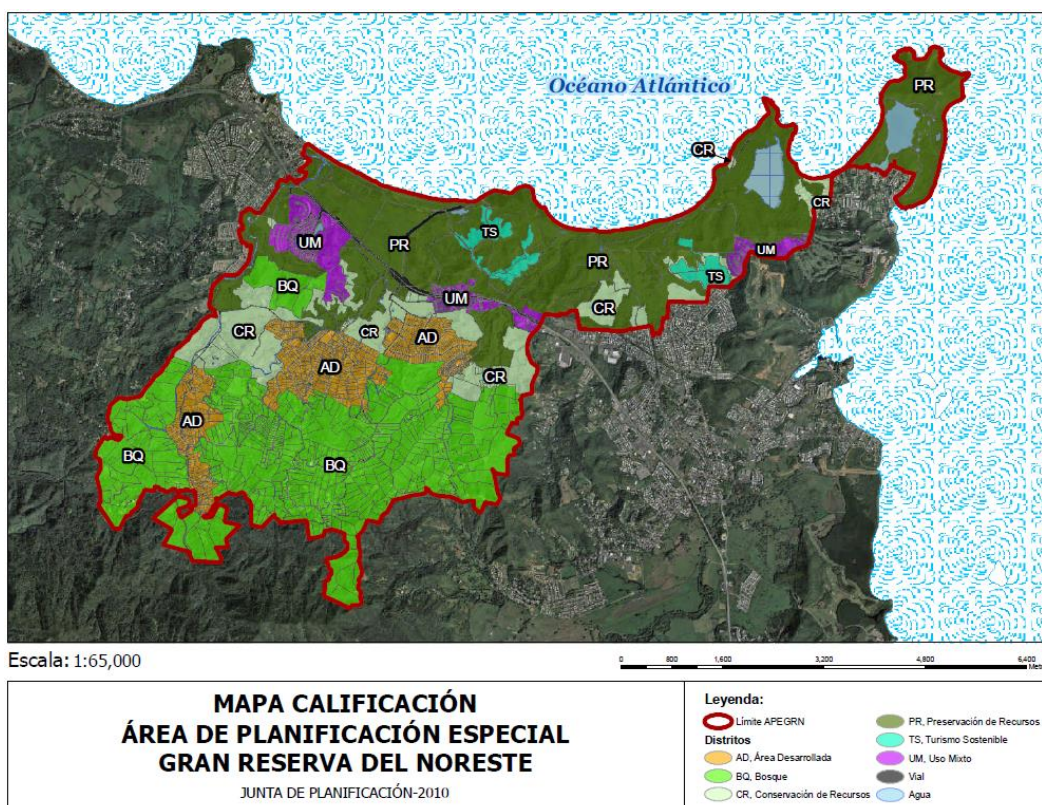 Océano Atlántico
PR
CR
CR
UM
PR
TS
PR
UM
TS
BQ
UM
CR
CR
CR
AD
AD
CR
AD
BQ
BQ
Escala: 1:65,000
0 800 1,600 3,200 4,800 6,400
MAPA CALIFICACIÓN
ÁREA DE PLANIFICACIÓN ESPECIAL
GRAN RESERVA DEL NORESTE
JUNTA DE PLANIFICACIÓN-2010
Leyenda:
Límite APEGRN
Distritos
AD, Área Desarrollada
BQ, Bosque
CR, Conservación de Recursos
PR, Preservación de Recursos
TS, Turismo Sostenible
UM, Uso Mixto
Vial
Agua